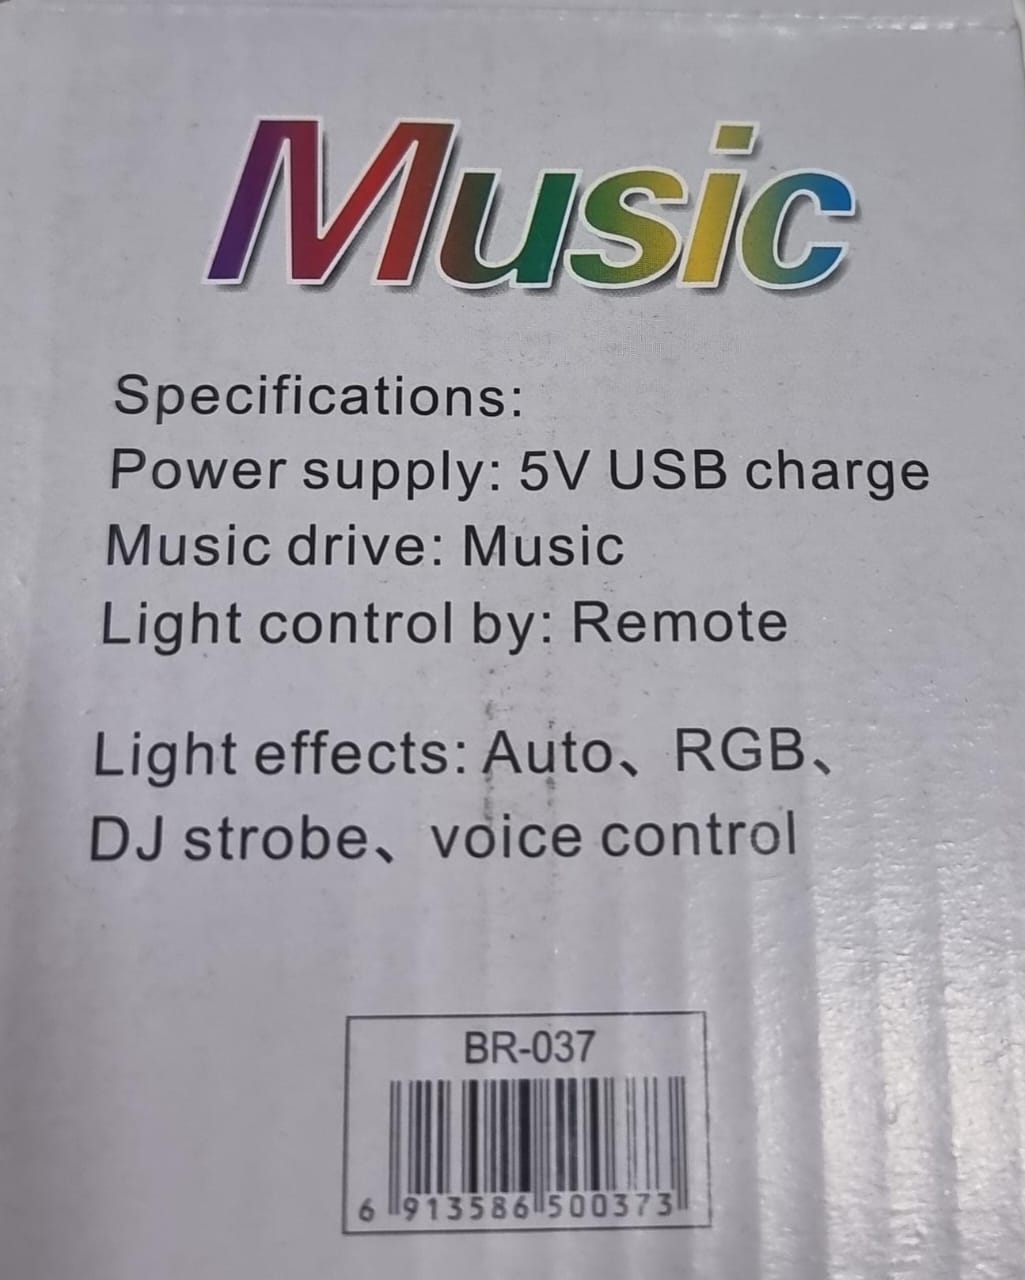 Music
Specifications:
Power supply: 5V USB charge
Music drive: Music
Light control by: Remote
Light effects: Auto、RGB、
DJ strobe、voice control
BR-037
6 913586 500373